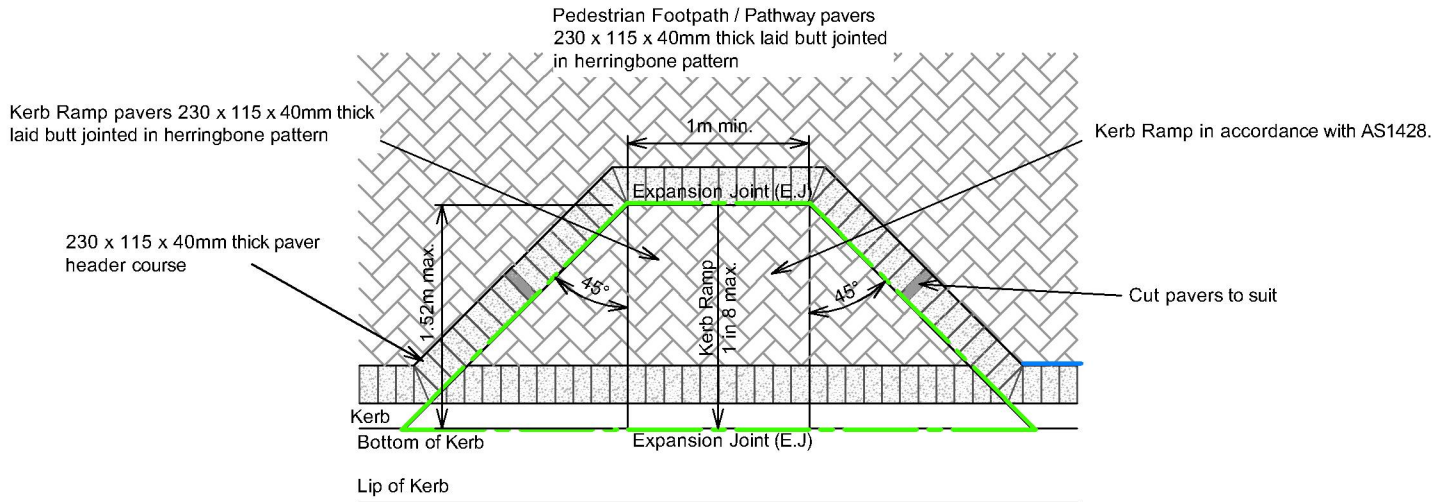 Pedestrian Footpath / Pathway pavers
230 x 115 x 40mm thick laid butt jointed
in herringbone pattern
Kerb Ramp pavers 230 x 115 x 40mm thick
laid butt jointed in herringbone pattern
1m min.
Kerb Ramp in accordance with AS1428.
Expansion Joint (E.J)
230 x 115 x 40mm thick paver
header course
1.52m max.
45°
Kerb Ramp
1 in 8 max.
45°
Cut pavers to suit
Kerb
Bottom of Kerb
Expansion Joint (E.J)
Lip of Kerb